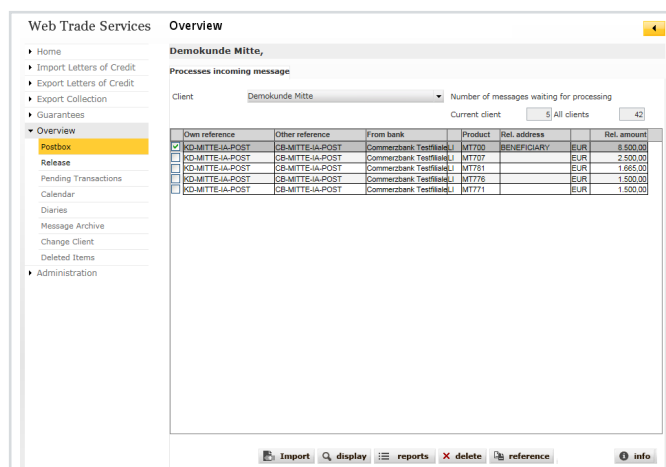 Web Trade Services
Overview
Home
Import Letters of Credit
Export Letters of Credit
Export Collection
Guarantees
Overview
Postbox
Release
Pending Transactions
Calendar
Diaries
Message Archive
Change Client
Deleted Items
Administration
Demokunde Mitte,
Processes incoming message
Client Demokunde Mitte Number of messages waiting for processing
Current client 5 All clients 42
Own reference Other reference From bank Product Rel. address Rel. amount
KD-MITTE-IA-POST CB-MITTE-IA-POST Commerzbank Testfiliale LI MT700 BENEFICIARY EUR 8.500,00
KD-MITTE-IA-POST CB-MITTE-IA-POST Commerzbank Testfiliale LI MT707 EUR 2.500,00
KD-MITTE-IA-POST CB-MITTE-IA-POST Commerzbank Testfiliale LI MT781 EUR 1.665,00
KD-MITTE-IA-POST CB-MITTE-IA-POST Commerzbank Testfiliale LI MT776 EUR 1.500,00
KD-MITTE-IA-POST CB-MITTE-IA-POST Commerzbank Testfiliale LI MT771 EUR 1.500,00
Import display reports delete reference info